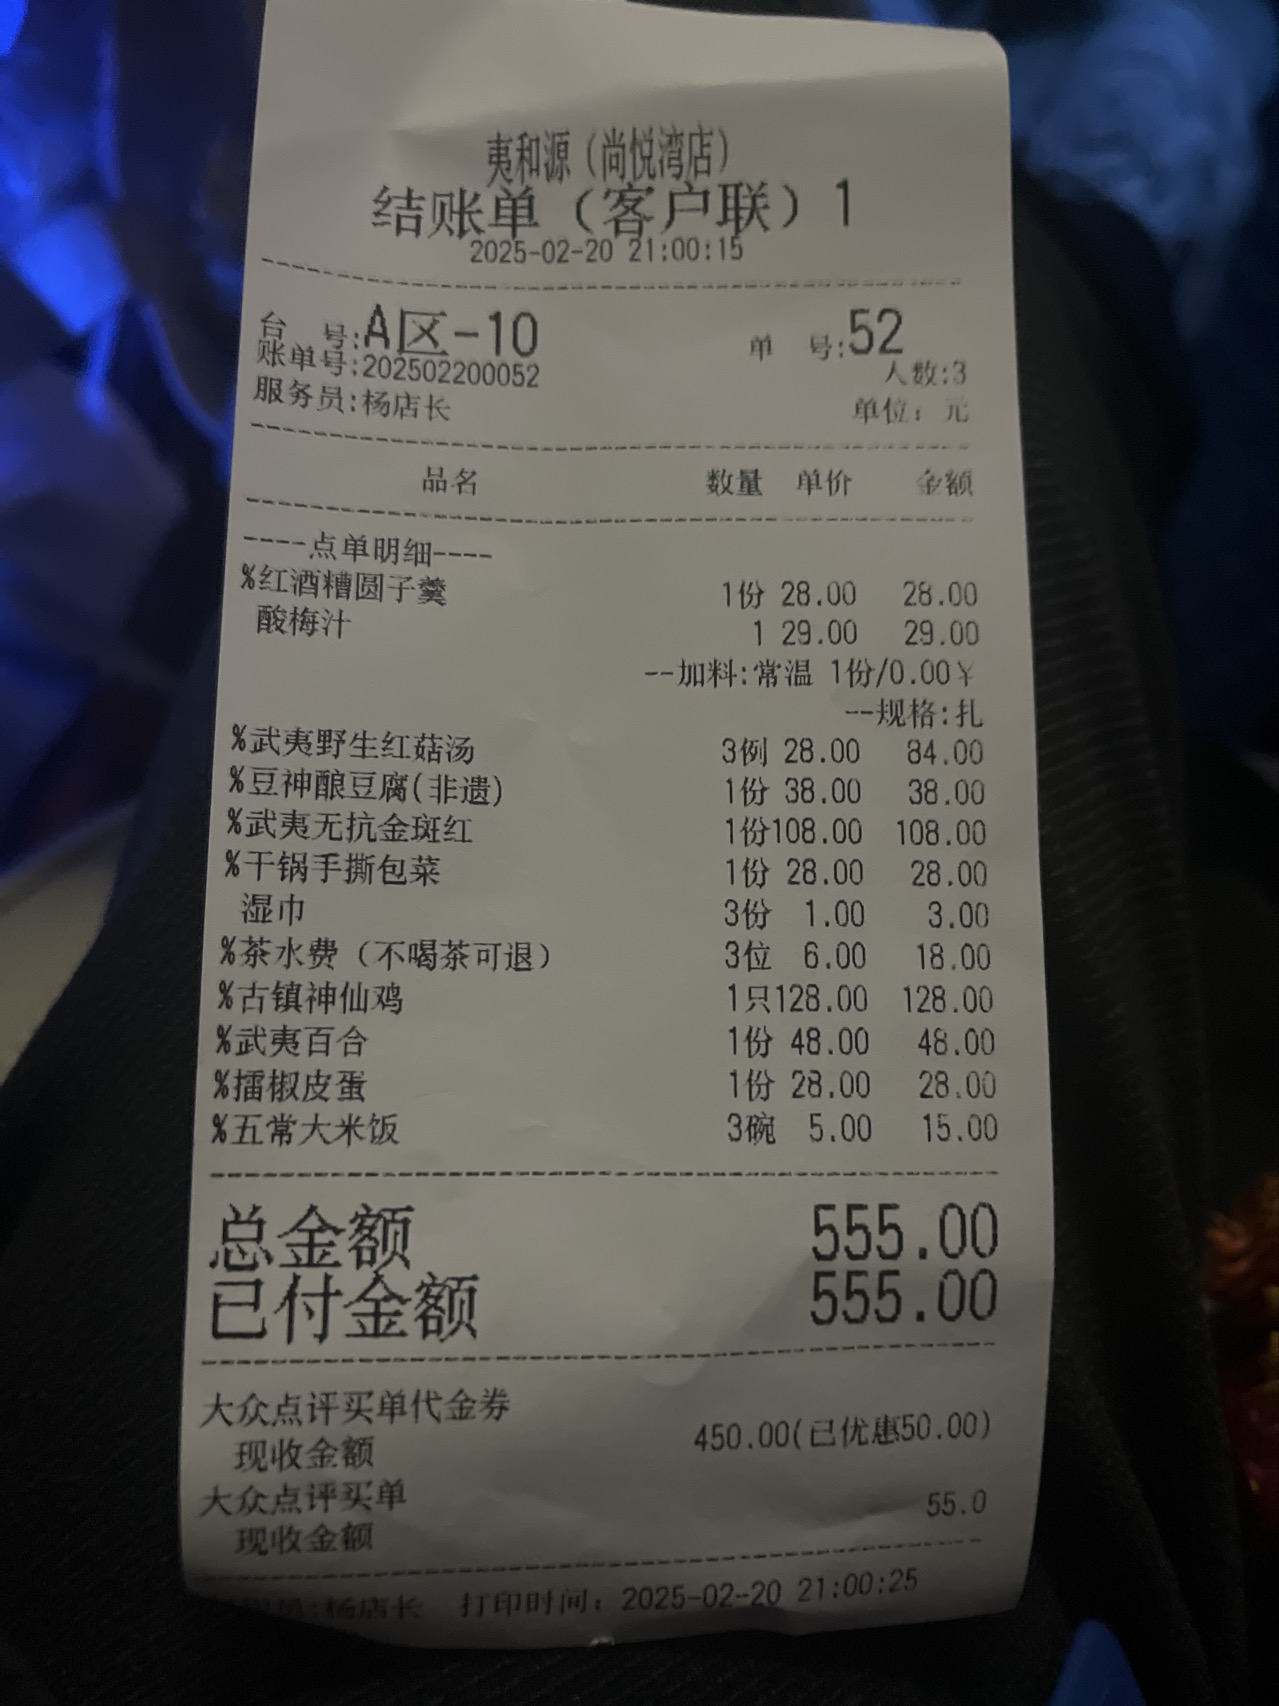 夷和源（尚悦湾店）
结账单（客户联）1
2025-02-20 21:00:15
台 号:A区-10 单 号:52
账单号:202502200052 人数:3
服务员:杨店长 单位：元
品名 数量 单价 金额
----点单明细----
%红酒糟圆子羹 1份 28.00 28.00
酸梅汁 1 29.00 29.00
--加料:常温 1份/0.00¥
--规格:扎
%武夷野生红菇汤 3例 28.00 84.00
%豆神酿豆腐(非遗) 1份 38.00 38.00
%武夷无抗金斑红 1份108.00 108.00
%干锅手撕包菜 1份 28.00 28.00
湿巾 3份 1.00 3.00
%茶水费（不喝茶可退） 3位 6.00 18.00
%古镇神仙鸡 1只128.00 128.00
%武夷百合 1份 48.00 48.00
%擂椒皮蛋 1份 28.00 28.00
%五常大米饭 3碗 5.00 15.00
总金额 555.00
已付金额 555.00
大众点评买单代金券
现收金额 450.00(已优惠50.00)
大众点评买单
现收金额 55.0
员:杨店长 打印时间：2025-02-20 21:00:25